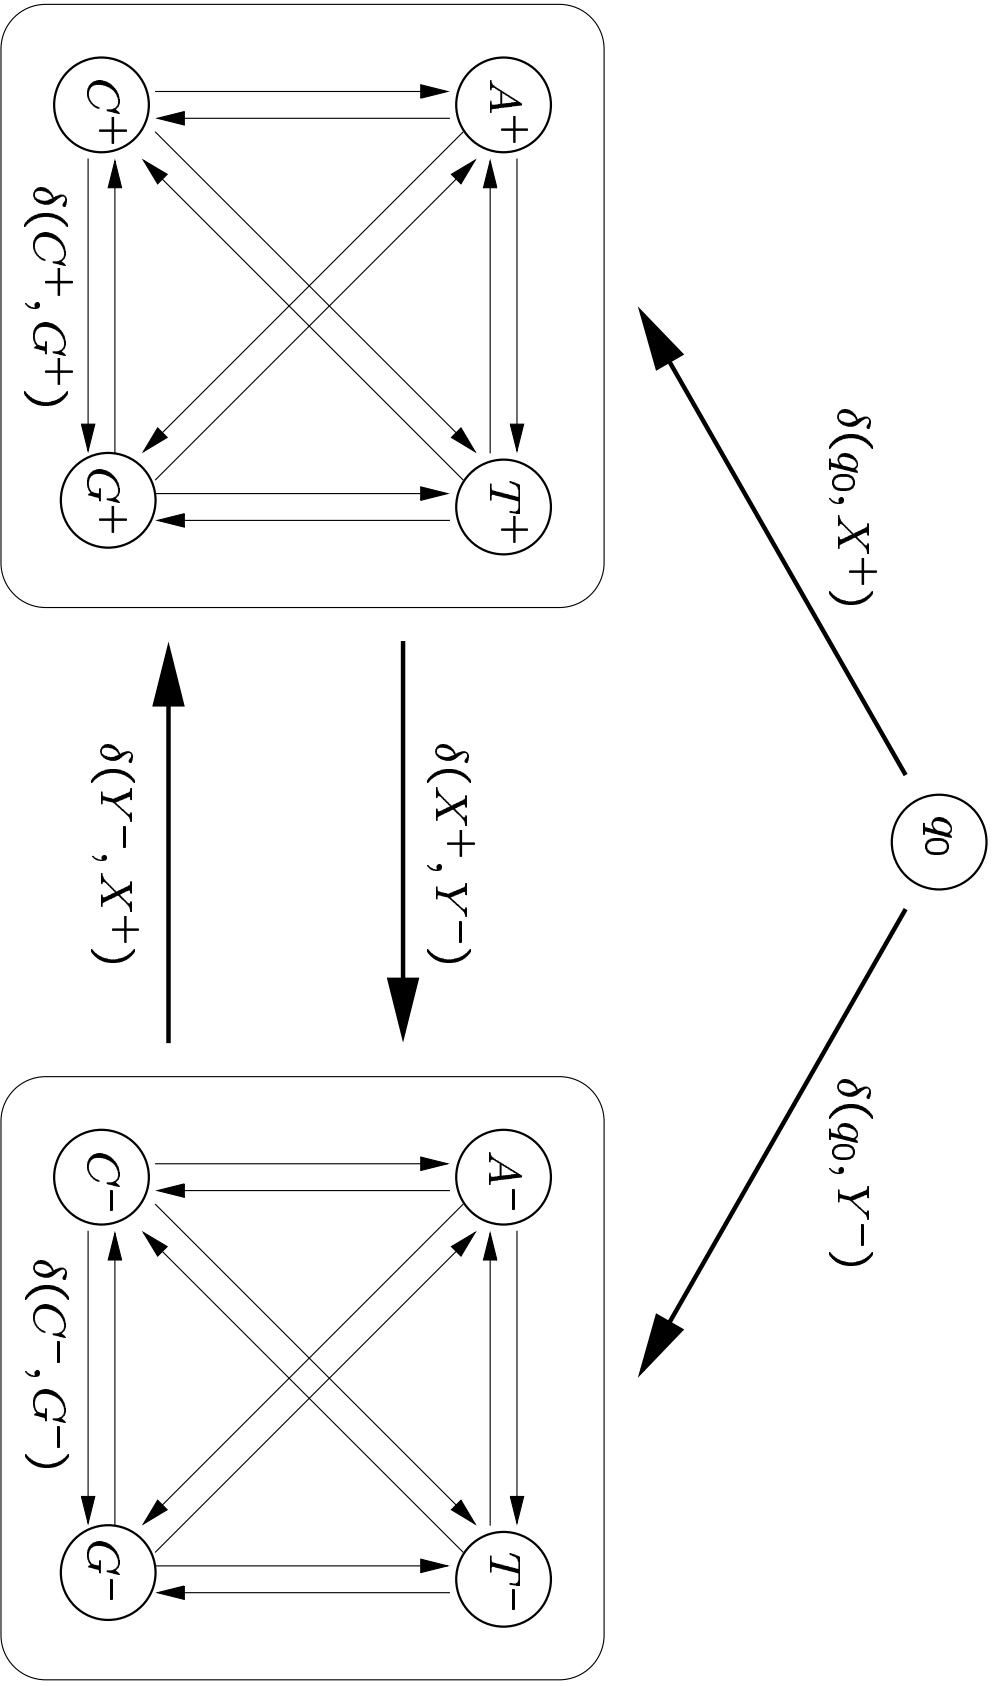 q₀
δ(q₀, X⁺)
δ(q₀, Y⁻)
A⁺
T⁺
A⁻
T⁻
δ(X⁺, Y⁻)
δ(Y⁻, X⁺)
C⁺
G⁺
C⁻
G⁻
δ(C⁺, G⁺)
δ(C⁻, G⁻)